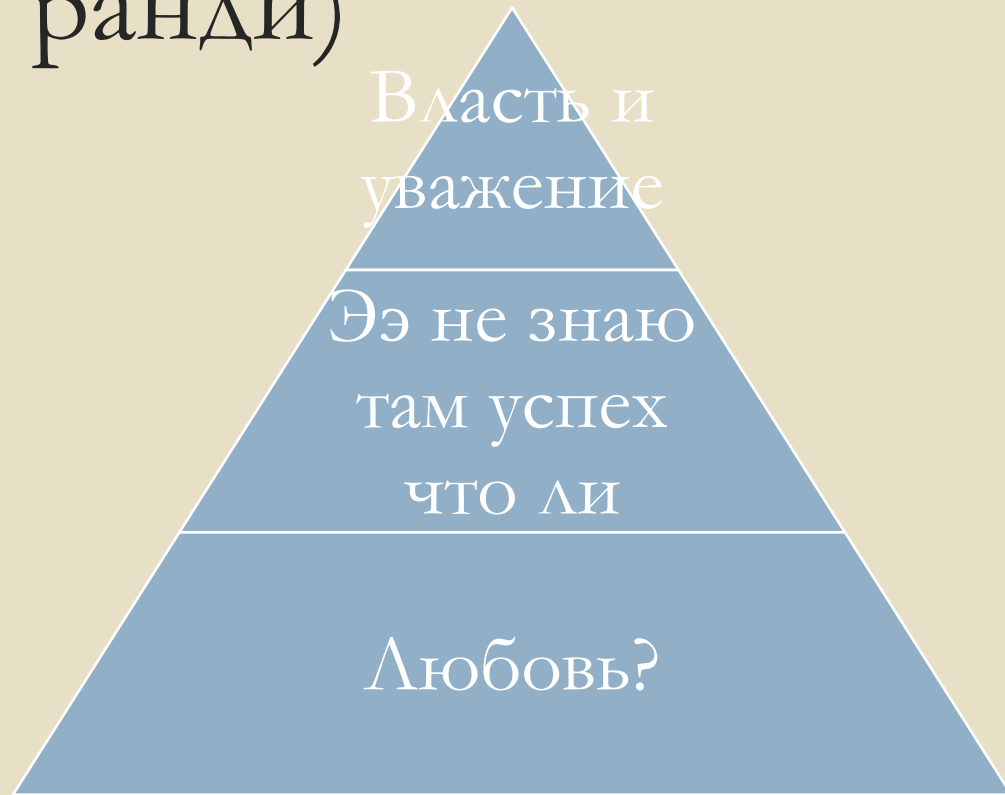 ранди)
Власть и
уважение
Ээ не знаю
там успех
что ли
Любовь?